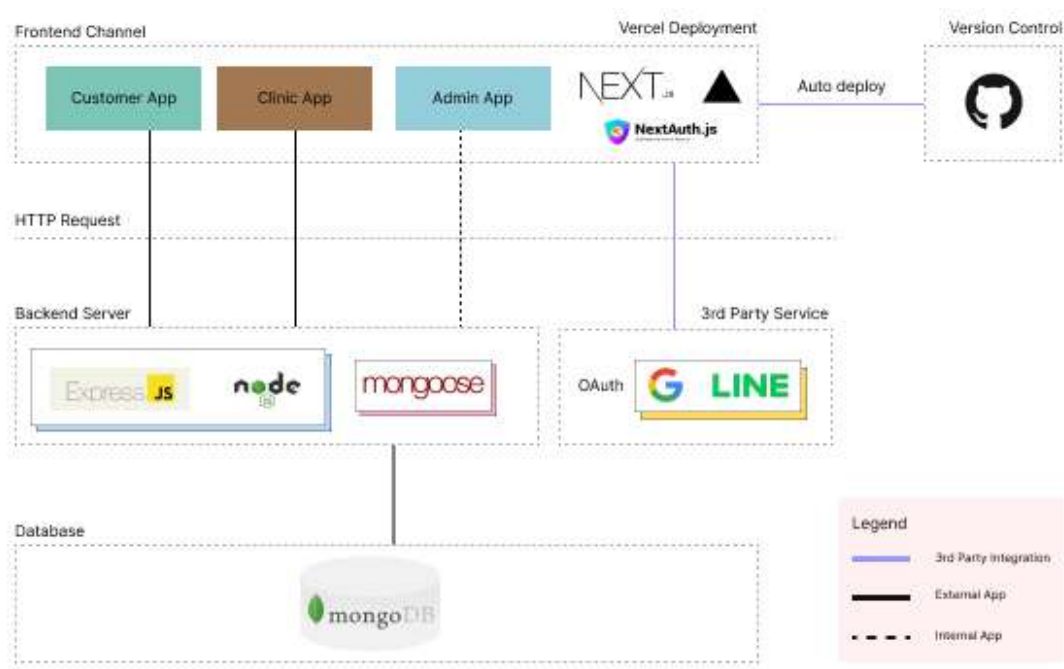 Frontend Channel
Vercel Deployment
Version Control
Customer App
Clinic App
Admin App
NEXT.JS
NextAuth.js
Auto deploy
HTTP Request
Backend Server
3rd Party Service
Express JS
node
JS
mongoose
OAuth
G LINE
Database
mongoDB
Legend
3rd Party Integration
External App
Internal App